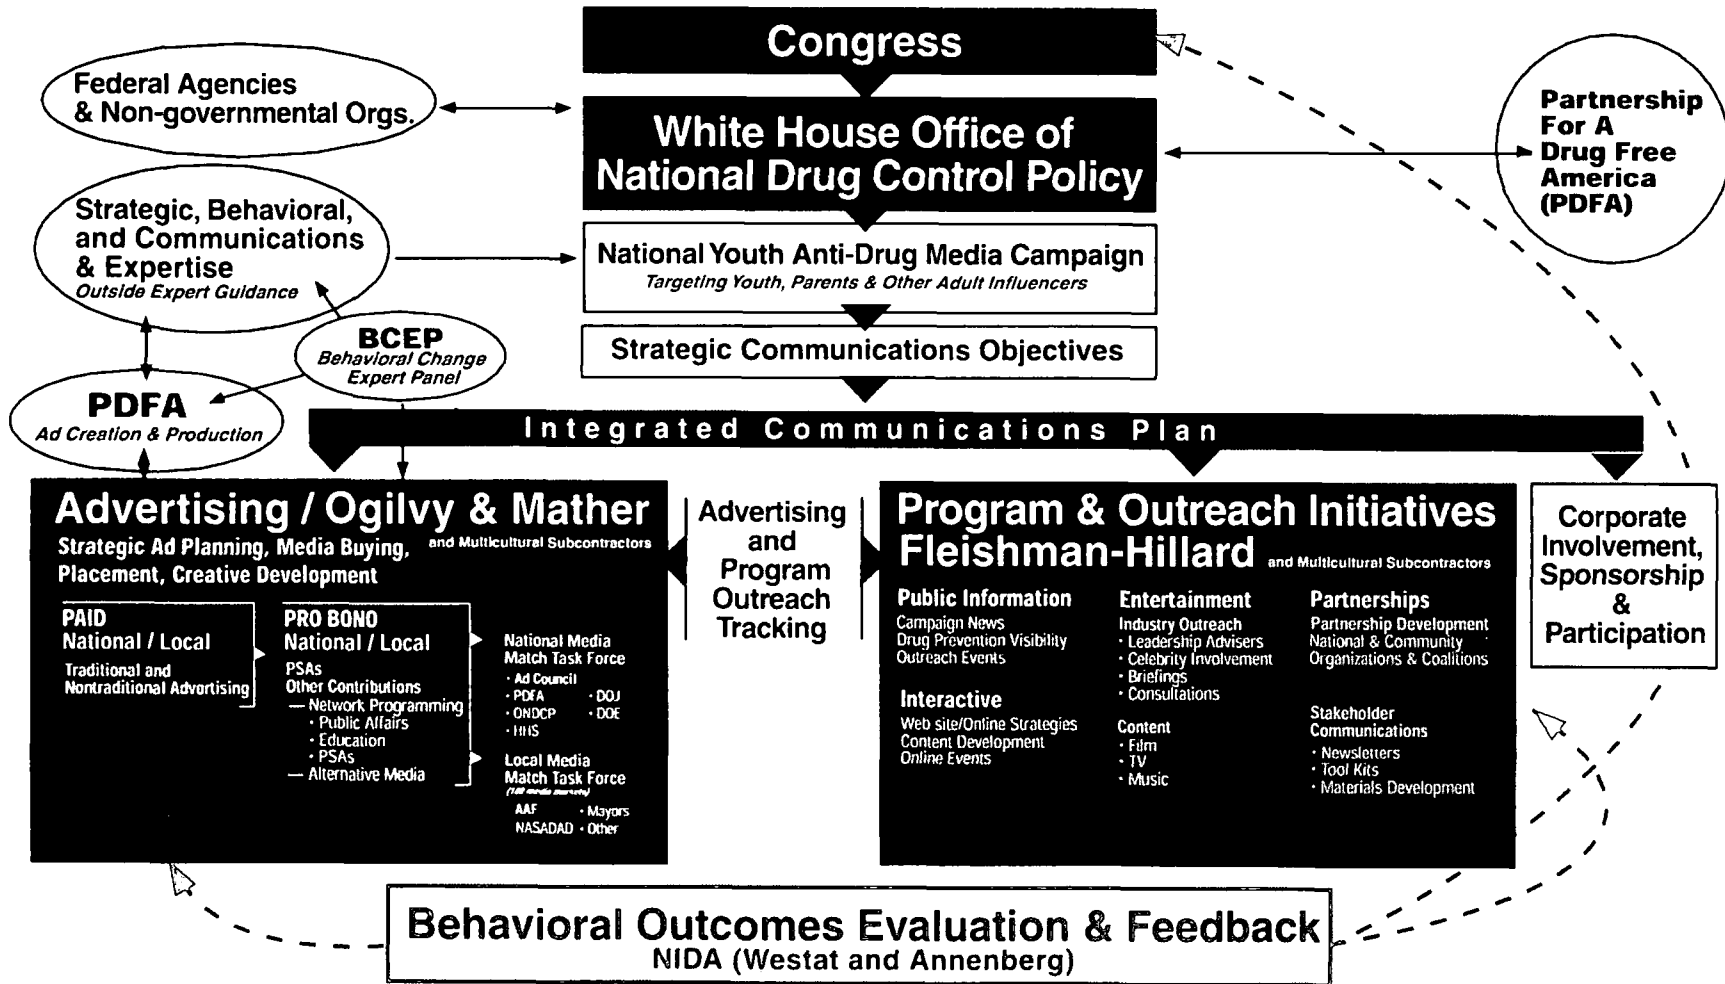 Congress
Federal Agencies
& Non-governmental Orgs.
White House Office of
National Drug Control Policy
Partnership
For A
Drug Free
America
(PDFA)
Strategic, Behavioral,
and Communications
& Expertise
Outside Expert Guidance
National Youth Anti-Drug Media Campaign
Targeting Youth, Parents & Other Adult Influencers
BCEP
Behavioral Change
Expert Panel
Strategic Communications Objectives
PDFA
Ad Creation & Production
Integrated Communications Plan
Advertising / Ogilvy & Mather
and Multicultural Subcontractors
Strategic Ad Planning, Media Buying,
Placement, Creative Development
PAID
National / Local
Traditional and
Nontraditional Advertising
PRO BONO
National / Local
PSAs
Other Contributions
— Network Programming
• Public Affairs
• Education
• PSAs
— Alternative Media
National Media
Match Task Force
• Ad Council
• PDFA • DOJ
• ONDCP • DOE
• HHS
Local Media
Match Task Force
media markets)
AAF • Mayors
NASADAD • Other
Advertising
and
Program
Outreach
Tracking
Program & Outreach Initiatives
Fleishman-Hillard and Multicultural Subcontractors
Public Information
Campaign News
Drug Prevention Visibility
Outreach Events
Interactive
Web site/Online Strategies
Content Development
Online Events
Entertainment
Industry Outreach
• Leadership Advisers
• Celebrity Involvement
• Briefings
• Consultations
Content
• Film
• TV
• Music
Partnerships
Partnership Development
National & Community
Organizations & Coalitions
Stakeholder
Communications
• Newsletters
• Tool Kits
• Materials Development
Corporate
Involvement,
Sponsorship
&
Participation
Behavioral Outcomes Evaluation & Feedback
NIDA (Westat and Annenberg)